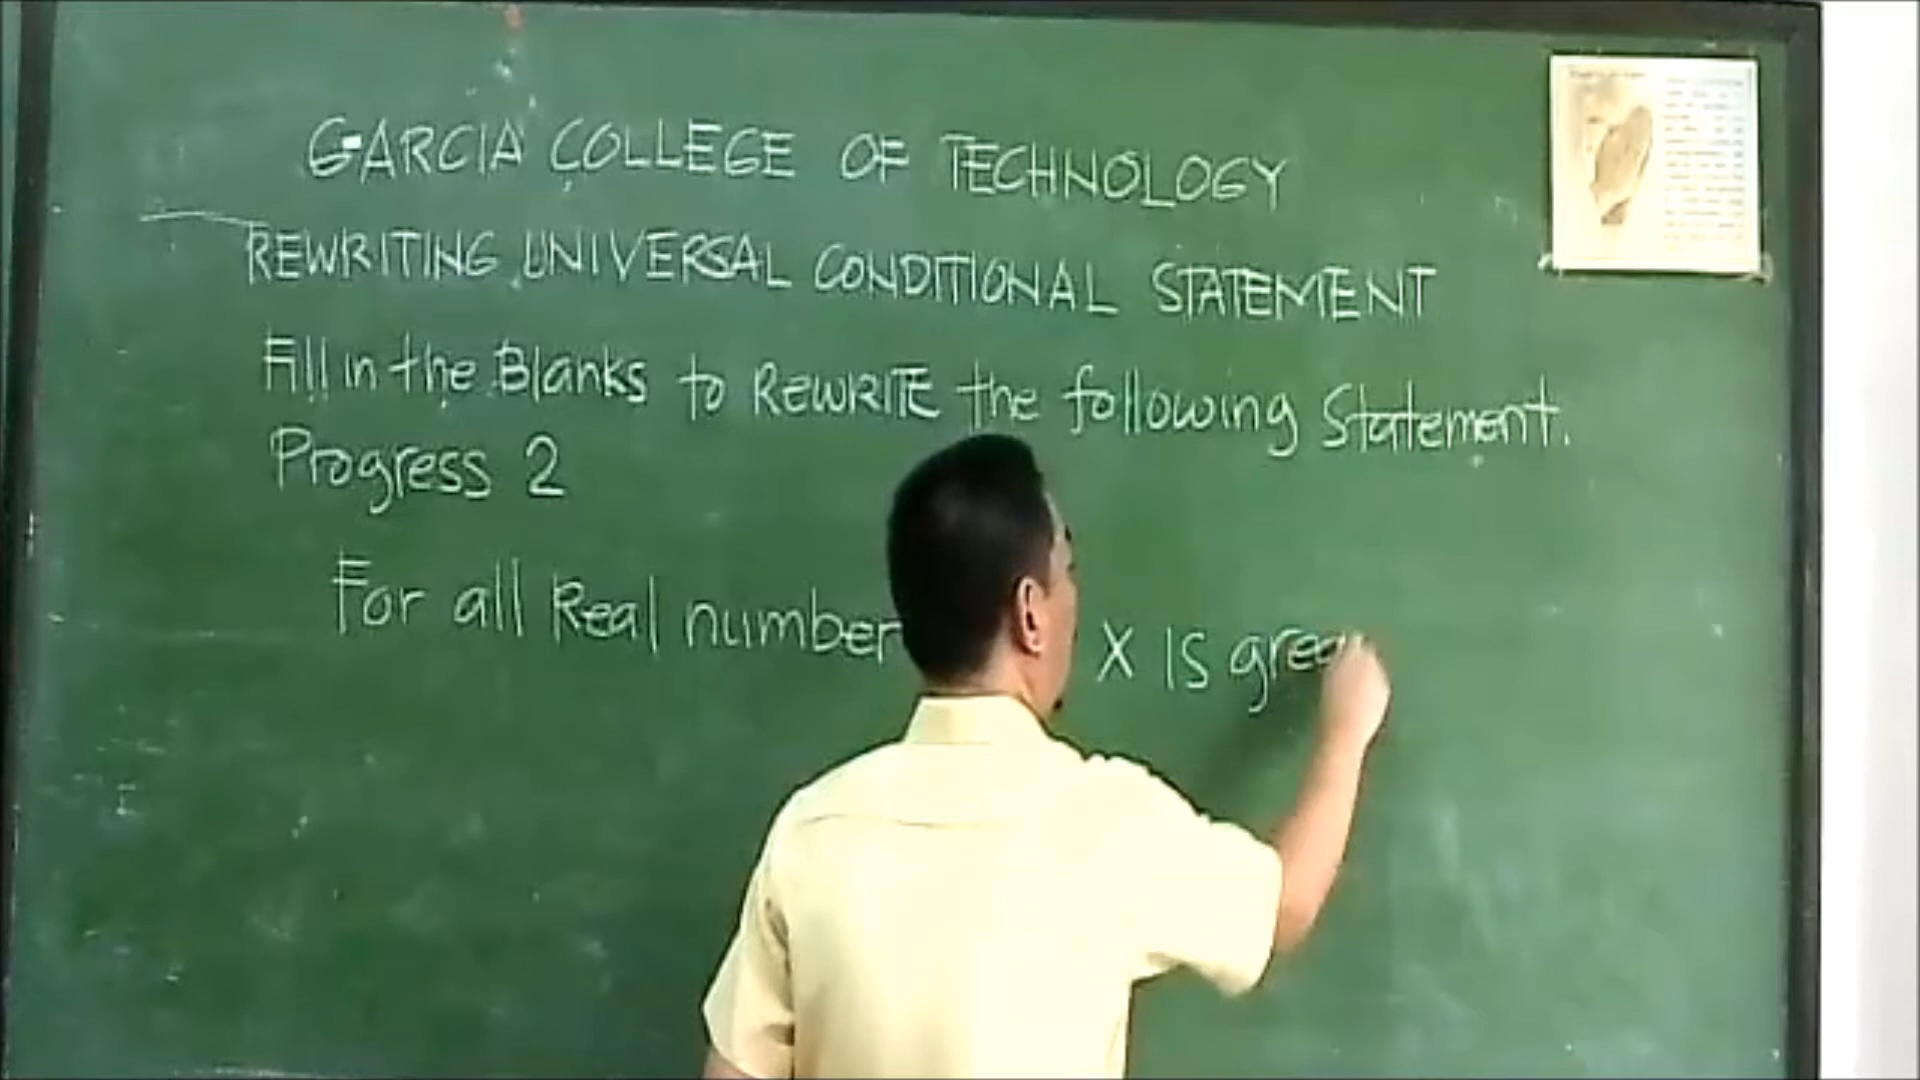 GARCIA COLLEGE OF TECHNOLOGY
REWRITING UNIVERSAL CONDITIONAL STATEMENT
Fill in the Blanks to REWRITE the following Statement.
Progress 2
For all Real number x is grea